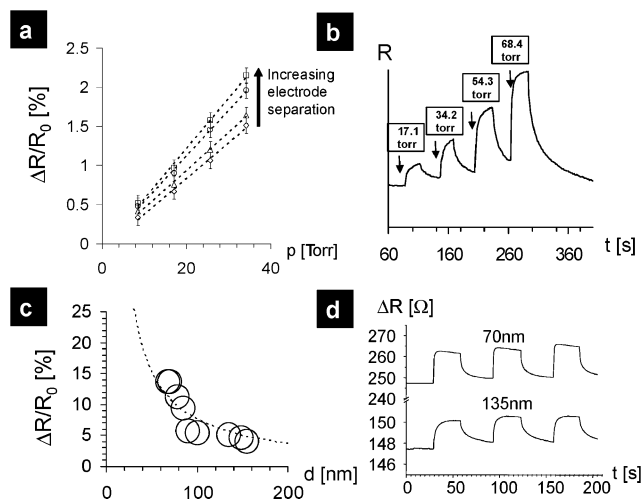 a
ΔR/R0 [%]
2.5
2
1.5
1
0.5
0
0 20 40
p [Torr]
Increasing
electrode
separation
b
R
17.1
torr
34.2
torr
54.3
torr
68.4
torr
60 160 260 360
t [s]
c
ΔR/R0 [%]
25
20
15
10
5
0
0 d [nm] 100 200
d
ΔR [Ω]
270
260
250
240
150
148
146
70nm
135nm
0 50 100 150 200
t [s]